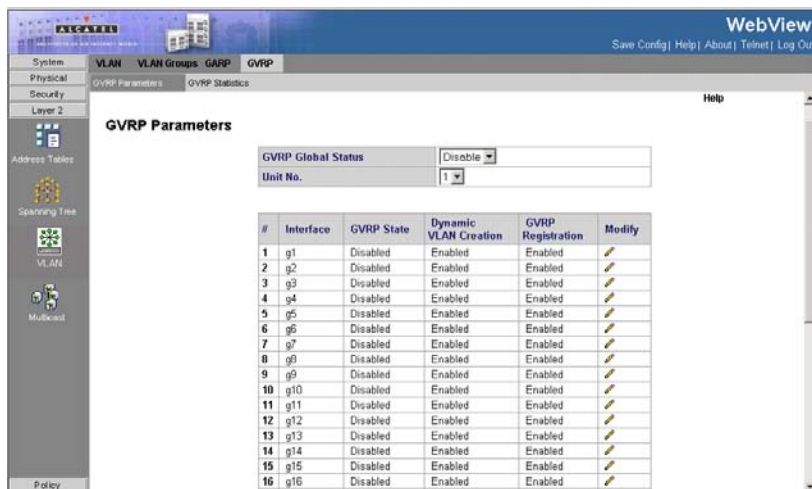 ALCATEL
WebView
Save Config| Help| About| Telnet| Log Out
System
Physical
Security
Layer 2
Address Tables
Spanning Tree
VLAN
Multicast
Policy
VLAN VLAN Groups GARP GVRP
GVRP Parameters GVRP Statistics
Help
GVRP Parameters
GVRP Global Status Disable
Unit No. 1
# Interface GVRP State Dynamic VLAN Creation GVRP Registration Modify
1 g1 Disabled Enabled Enabled
2 g2 Disabled Enabled Enabled
3 g3 Disabled Enabled Enabled
4 g4 Disabled Enabled Enabled
5 g5 Disabled Enabled Enabled
6 g6 Disabled Enabled Enabled
7 g7 Disabled Enabled Enabled
8 g8 Disabled Enabled Enabled
9 g9 Disabled Enabled Enabled
10 g10 Disabled Enabled Enabled
11 g11 Disabled Enabled Enabled
12 g12 Disabled Enabled Enabled
13 g13 Disabled Enabled Enabled
14 g14 Disabled Enabled Enabled
15 g15 Disabled Enabled Enabled
16 g16 Disabled Enabled Enabled